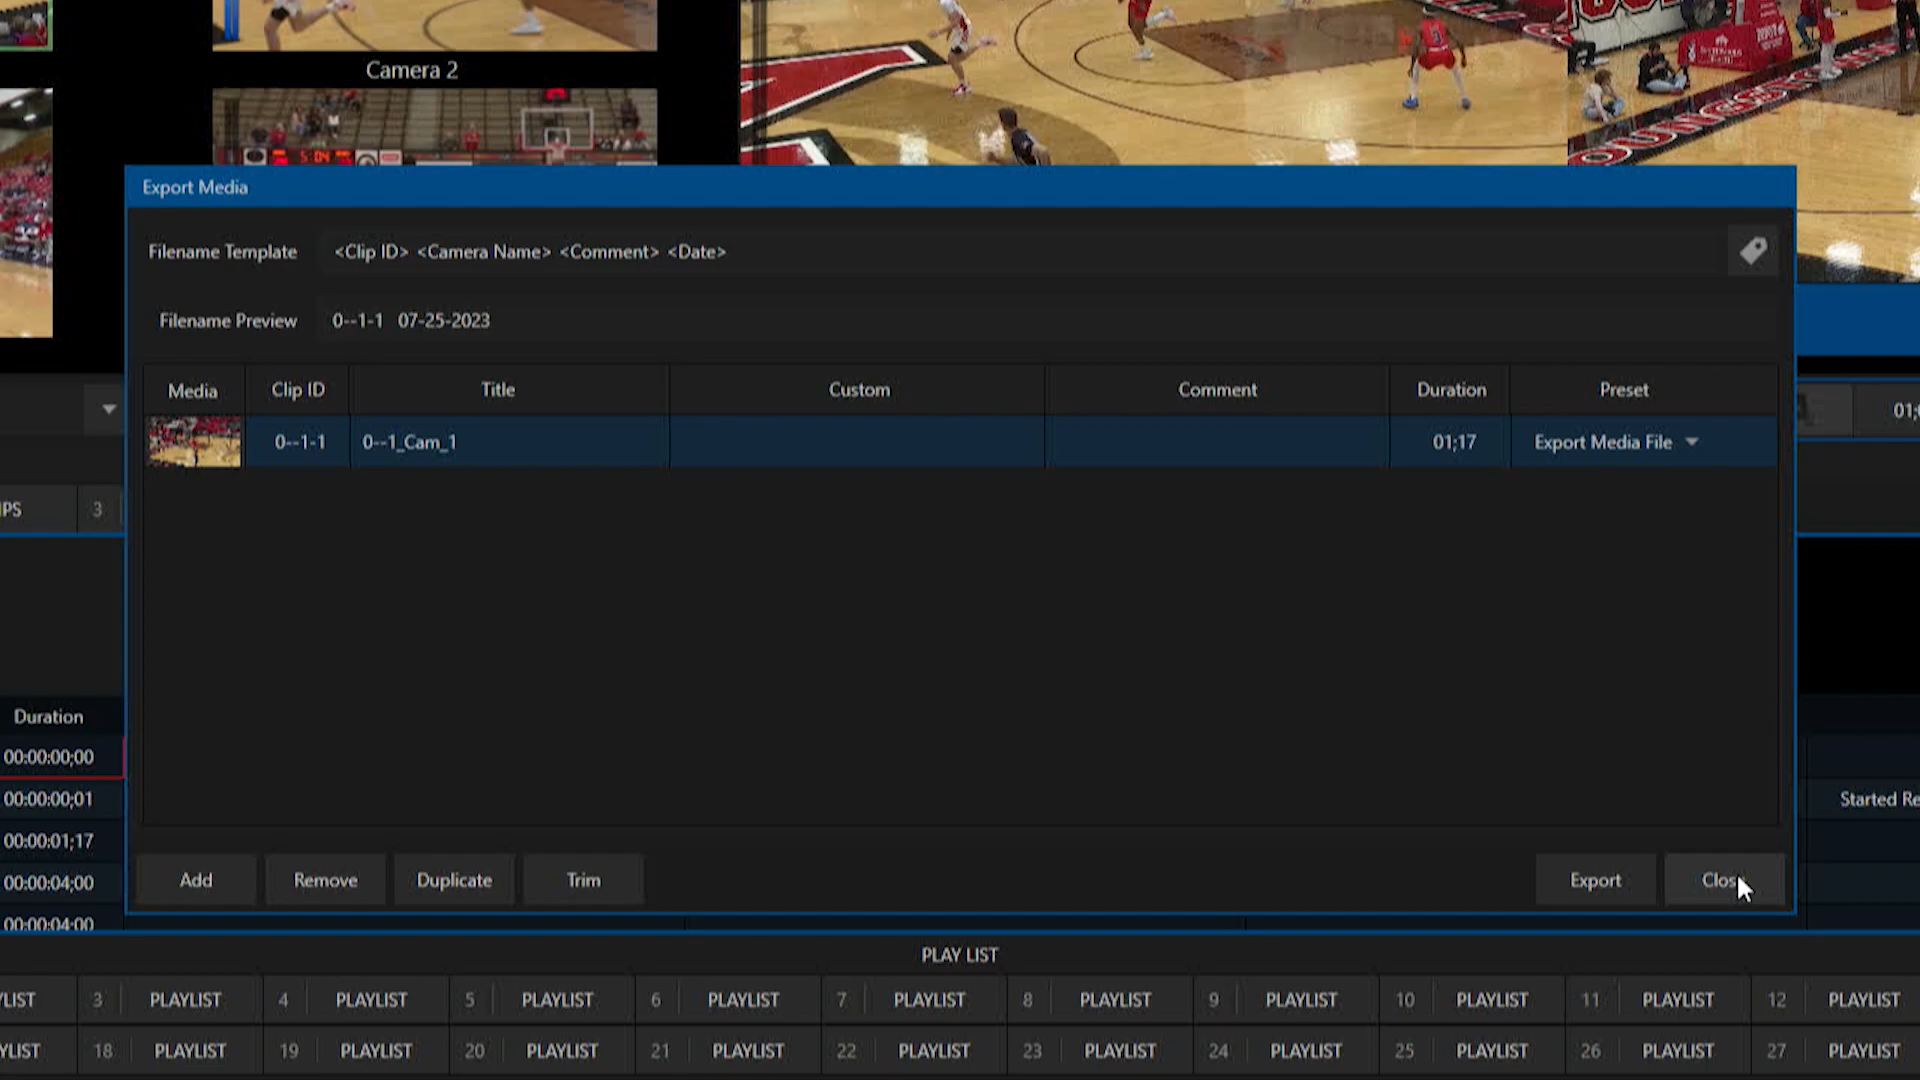 Camera 2
5:04
Export Media
Filename Template <Clip ID> <Camera Name> <Comment> <Date>
Filename Preview 0--1-1 07-25-2023
Media Clip ID Title Custom Comment Duration Preset
0--1-1 0--1_Cam_1 01;17 Export Media File
IPS 3
Duration
00:00:00;00
00:00:00;01 Started Re
00:00:01;17
00:00:04;00
00:00:04:00
Add Remove Duplicate Trim Export Clos
PLAY LIST
LIST 3 PLAYLIST 4 PLAYLIST 5 PLAYLIST 6 PLAYLIST 7 PLAYLIST 8 PLAYLIST 9 PLAYLIST 10 PLAYLIST 11 PLAYLIST 12 PLAYLIST
YLIST 18 PLAYLIST 19 PLAYLIST 20 PLAYLIST 21 PLAYLIST 22 PLAYLIST 23 PLAYLIST 24 PLAYLIST 25 PLAYLIST 26 PLAYLIST 27 PLAYLIST